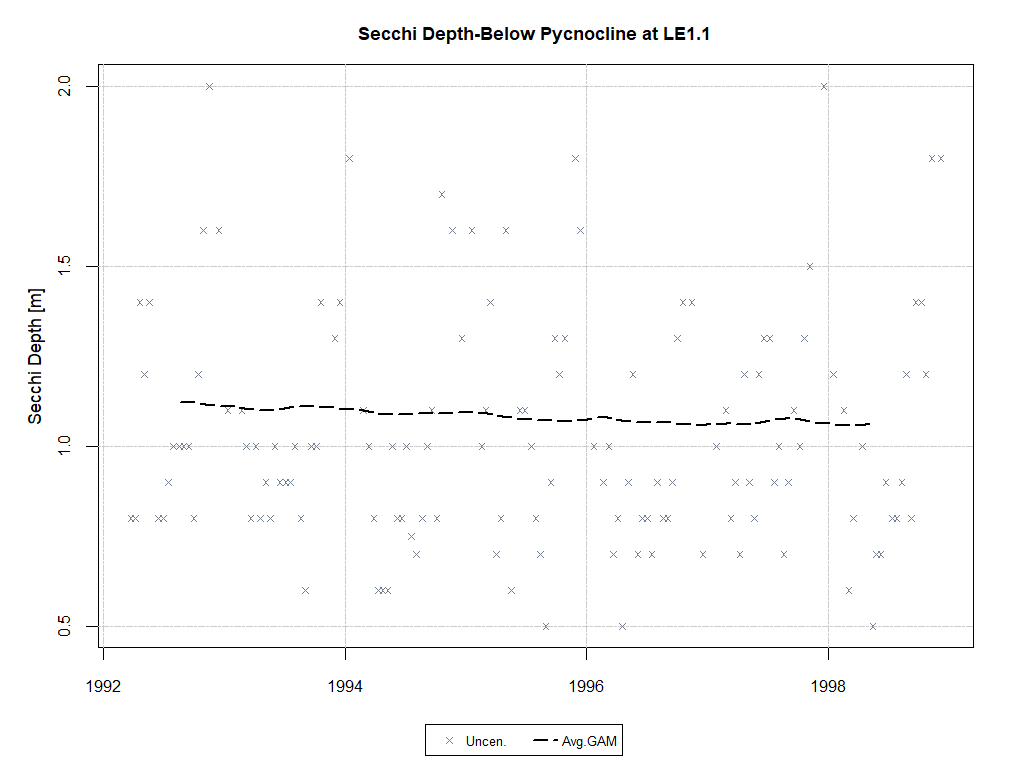 Secchi Depth-Below Pycnocline at LE1.1
Secchi Depth [m]
2.0
1.5
1.0
0.5
1992 1994 1996 1998
Uncen. Avg.GAM